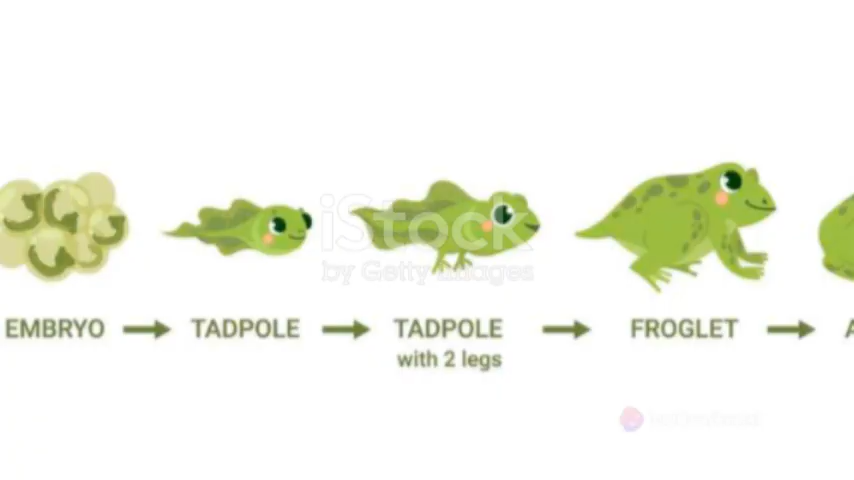 iStock
by Getty Images
EMBRYO
TADPOLE
TADPOLE
with 2 legs
FROGLET
A